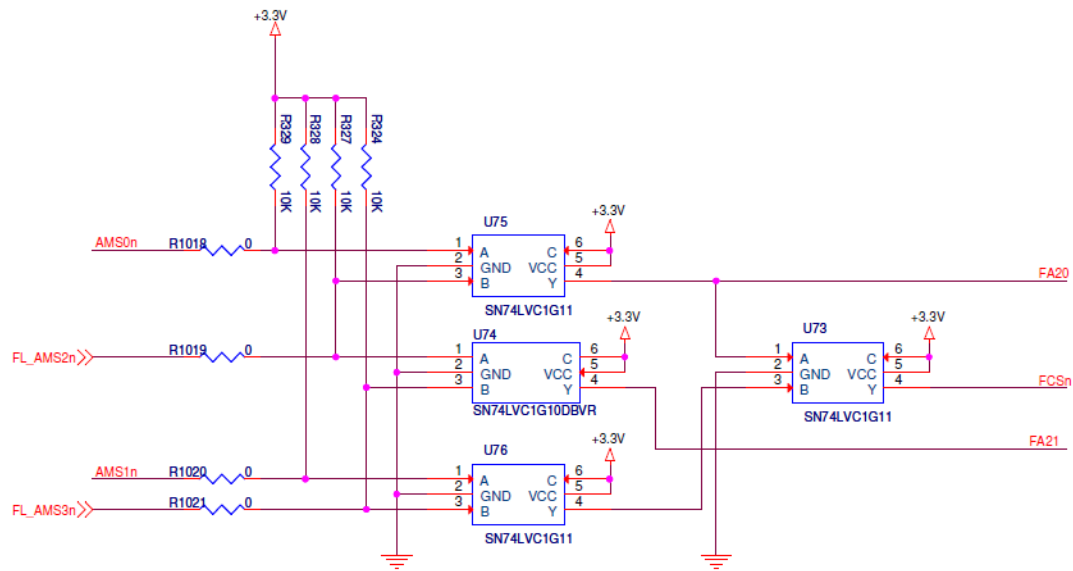 +3.3V
R329
R328
R327
R324
10K
10K
10K
10K
U75
+3.3V
AMS0n
R1018
0
1
A
C
6
2
GND
VCC
5
3
B
Y
4
FA20
SN74LVC1G11
U74
+3.3V
U73
+3.3V
FL_AMS2n
R1019
0
1
A
C
6
2
GND
VCC
5
3
B
Y
4
SN74LVC1G10DBVR
1
A
C
6
2
GND
VCC
5
3
B
Y
4
FCSn
SN74LVC1G11
FA21
U76
+3.3V
AMS1n
R1020
0
FL_AMS3n
R1021
0
1
A
C
6
2
GND
VCC
5
3
B
Y
4
SN74LVC1G11